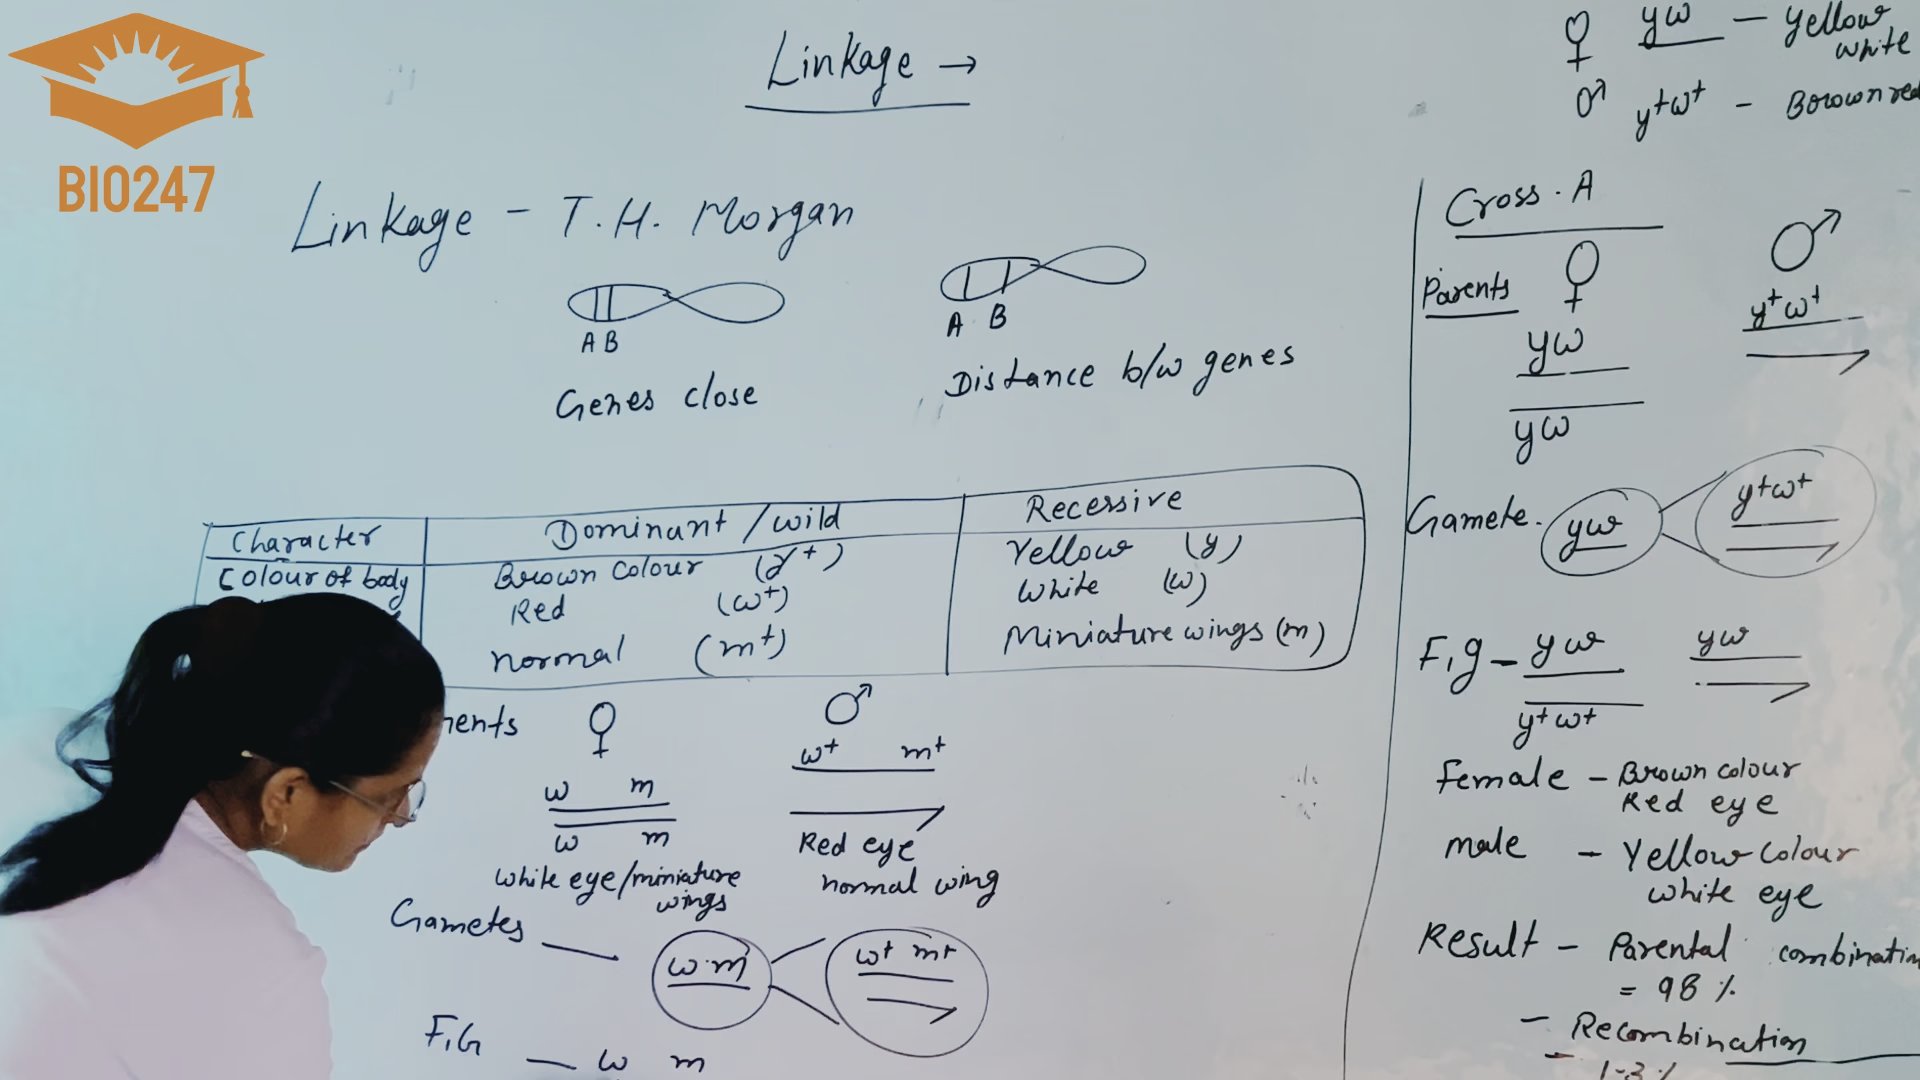 BIO247
Linkage →
Linkage - T. H. Morgan
A B
Genes close
A B
Distance b/w genes
Character Dominant / wild Recessive
Colour of body Brown colour (y+) Yellow (y)
Red (w+) White (w)
normal (m+) Miniature wings (m)
♀ ♂
w m
w m
white eye/miniature
wings
w+ m+
Red eye
normal wing
Gametes
w m
w+ m+
F1G - w m
♀ yw - yellow
white
♂ y+w+ - Brown red
Cross. A
Parents ♀ ♂
yw
yw
y+w+
Gamete. yw y+w+
F1g - yw yw
y+w+
Female - Brown colour
Red eye
male - Yellow colour
white eye
Result - Parental
= 98 %
- Recombination